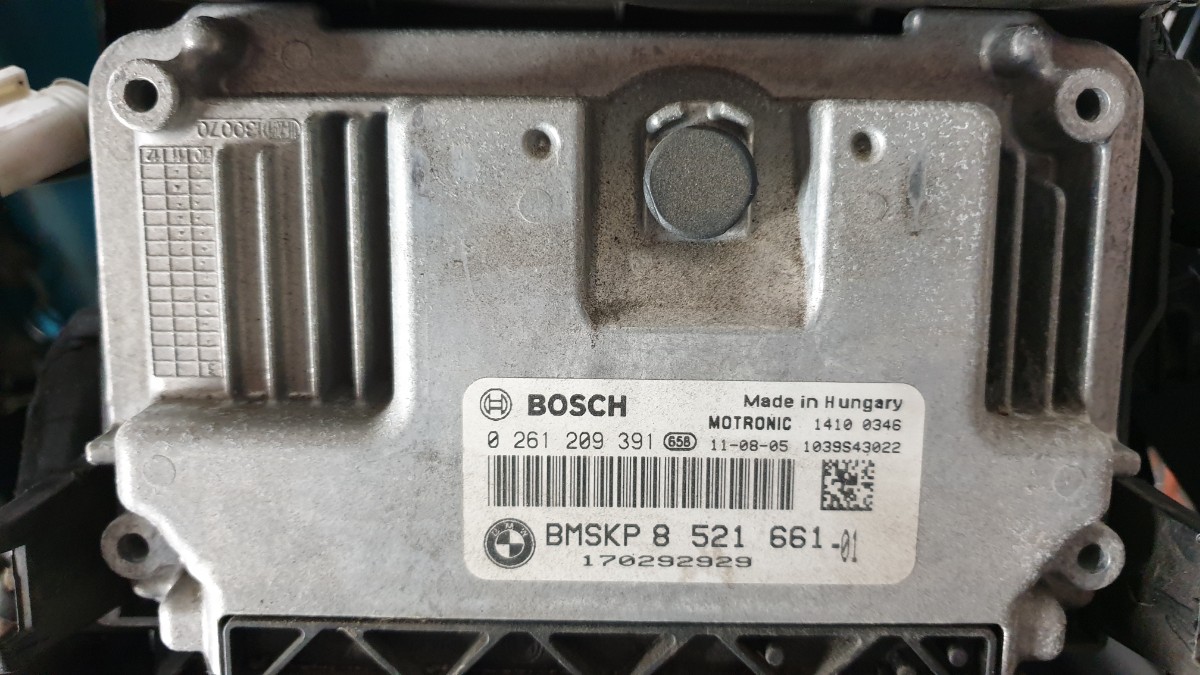 BOSCH
Made in Hungary
MOTRONIC 1410 0346
0 261 209 391 658 11-08-05 1039S43022
BMW
BMSKP 8 521 661-01
170292929